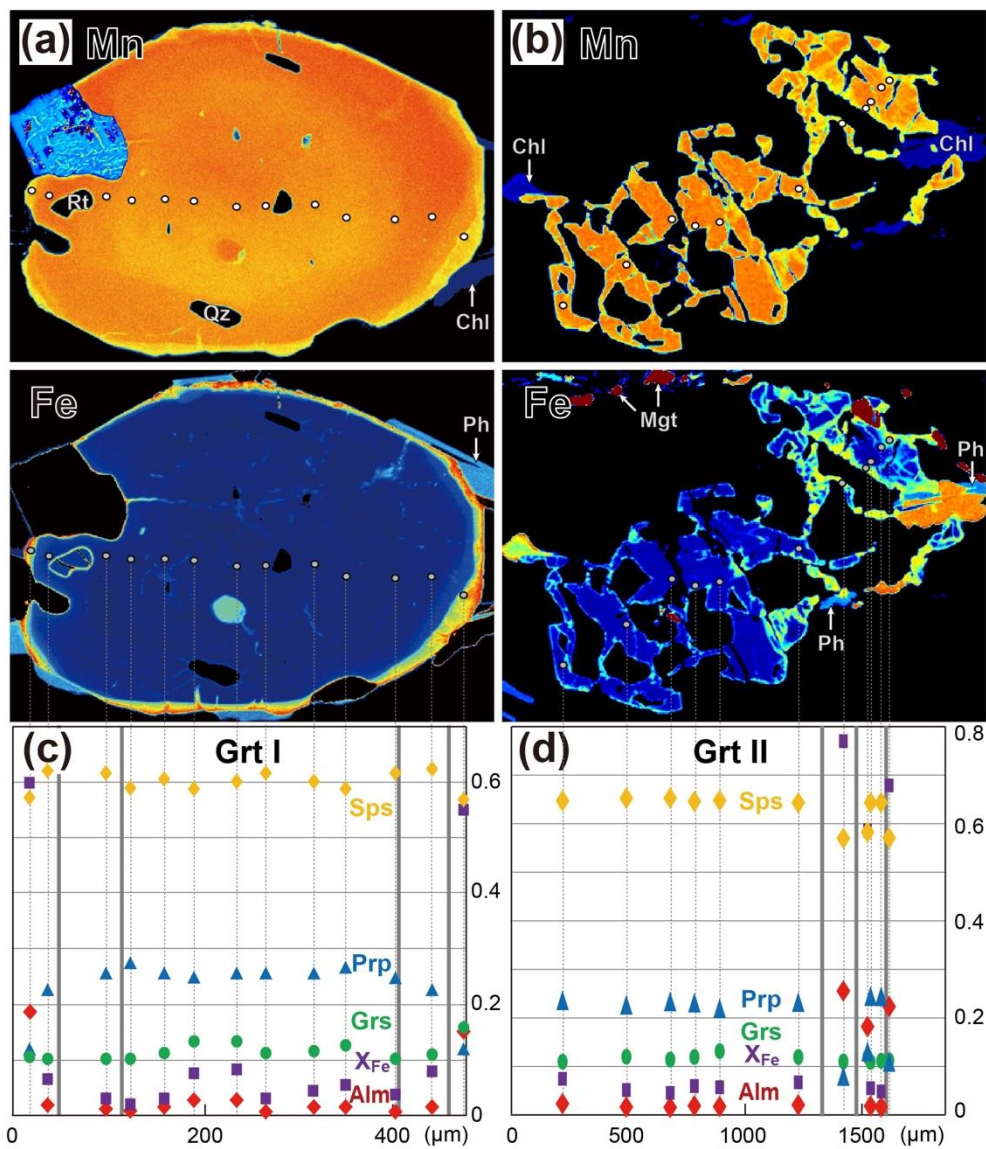 (a) Mn
Rt
Qz
Chl
(b) Mn
Chl
Chl
Fe
Ph
Fe
Mgt
Ph
Ph
(c) Grt I
Sps
Prp
Grs
XFe
Alm
0.6
0.4
0.2
0
0 200 400 (μm)
(d) Grt II
Sps
Prp
Grs
XFe
Alm
0.8
0.6
0.4
0.2
0
0 500 1000 1500 (μm)